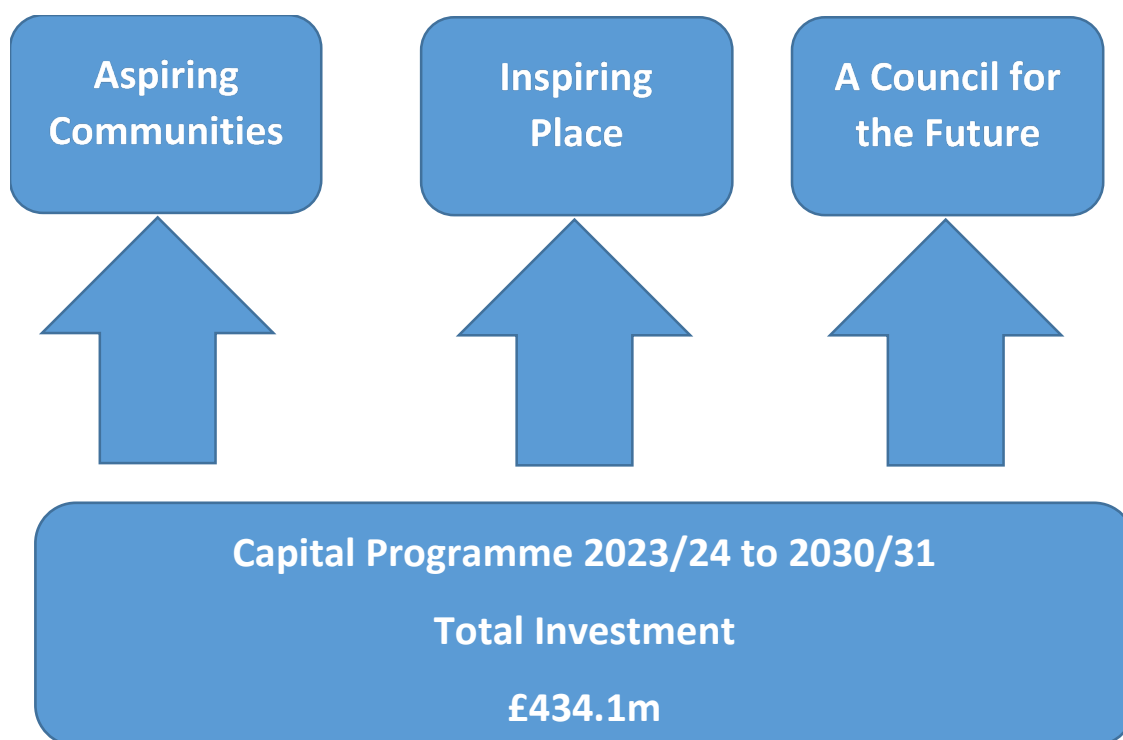 Aspiring
Communities
Inspiring
Place
A Council for
the Future
Capital Programme 2023/24 to 2030/31
Total Investment
£434.1m